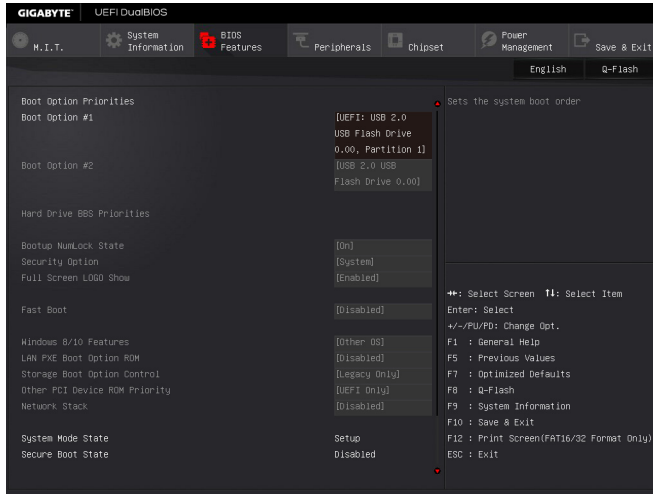 GIGABYTE™ UEFI DualBIOS
M.I.T.
System Information
BIOS Features
Peripherals
Chipset
Power Management
Save & Exit
English Q-Flash
Boot Option Priorities
Boot Option #1 [UEFI: USB 2.0
USB Flash Drive
0.00, Partition 1]
Boot Option #2 [USB 2.0 USB
Flash Drive 0.00]
Hard Drive BBS Priorities
Bootup NumLock State [On]
Security Option [System]
Full Screen LOGO Show [Enabled]
Fast Boot [Disabled]
Windows 8/10 Features [Other OS]
LAN PXE Boot Option ROM [Disabled]
Storage Boot Option Control [Legacy Only]
Other PCI Device ROM Priority [UEFI Only]
Network Stack [Disabled]
System Mode State Setup
Secure Boot State Disabled
Sets the system boot order
→←: Select Screen ↑↓: Select Item
Enter: Select
+/-/PU/PD: Change Opt.
F1 : General Help
F5 : Previous Values
F7 : Optimized Defaults
F8 : Q-Flash
F9 : System Information
F10 : Save & Exit
F12 : Print Screen(FAT16/32 Format Only)
ESC : Exit